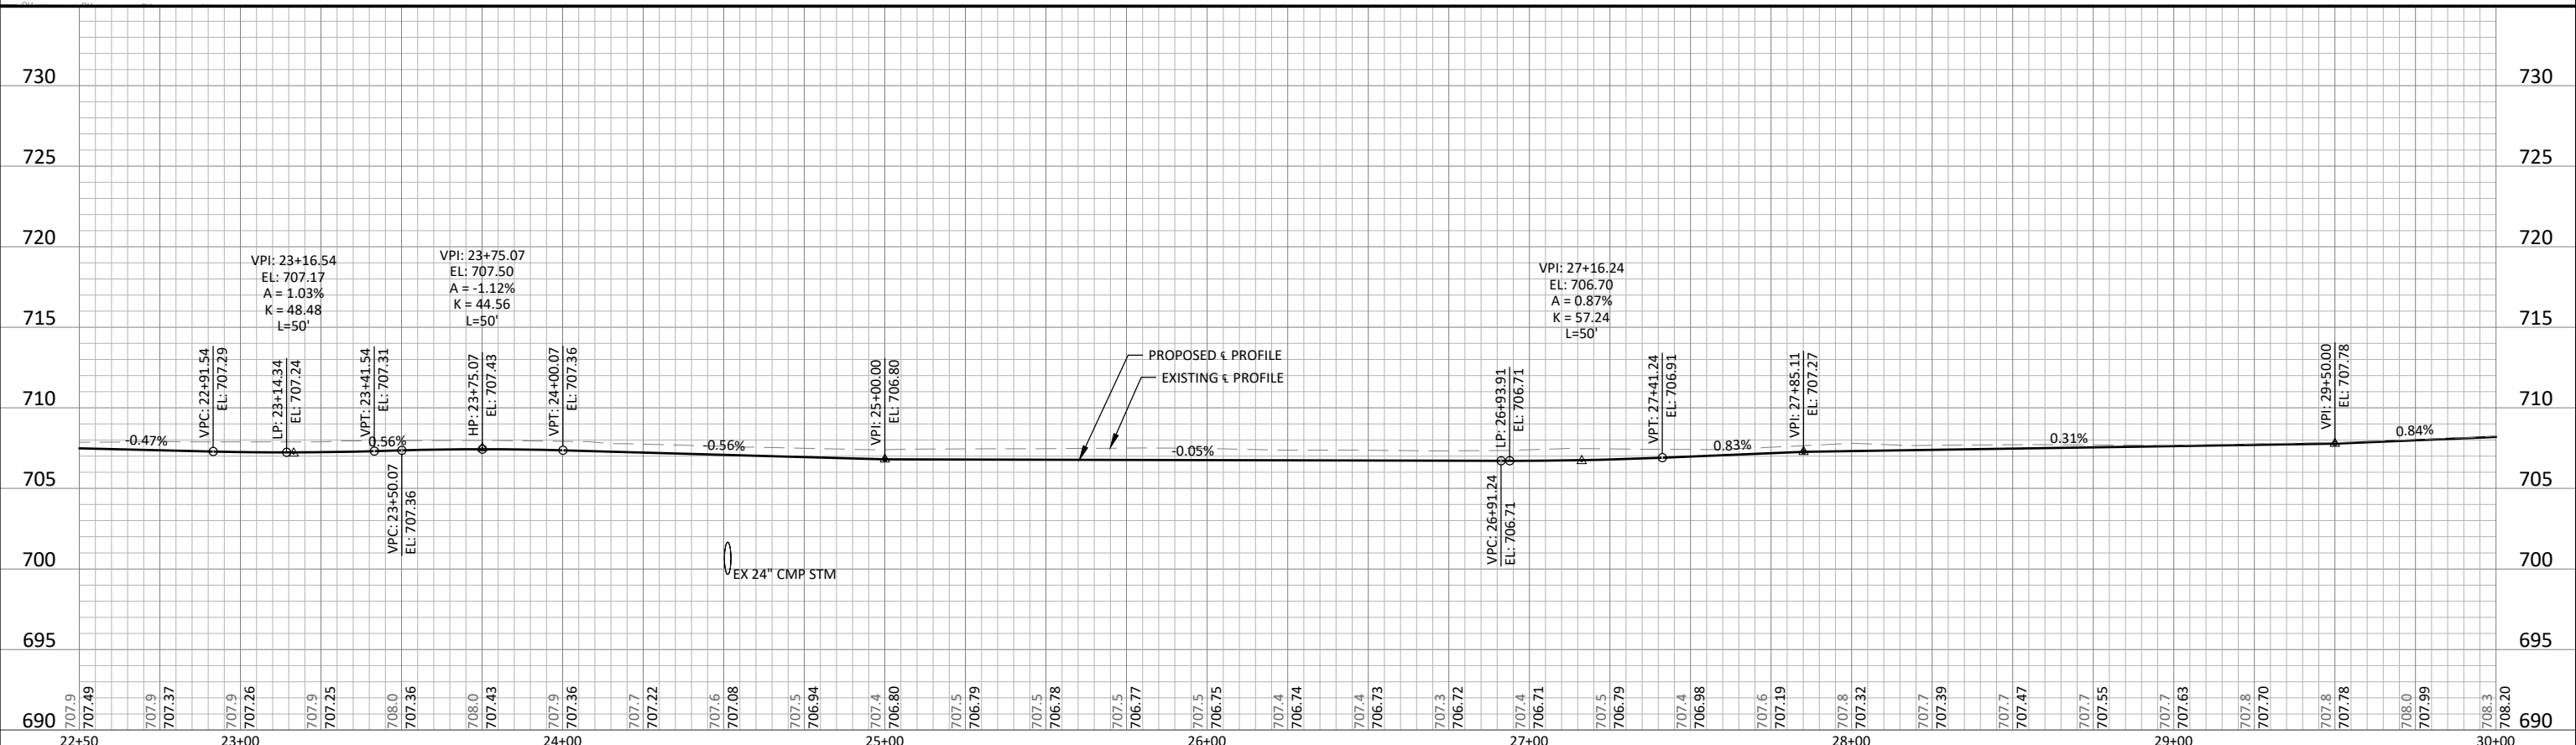 730
725
720
715
710
705
700
695
690
730
725
720
715
710
705
700
695
690
VPI: 23+16.54
EL: 707.17
A = 1.03%
K = 48.48
L=50'
VPI: 23+75.07
EL: 707.50
A = -1.12%
K = 44.56
L=50'
VPI: 27+16.24
EL: 706.70
A = 0.87%
K = 57.24
L=50'
VPC: 22+91.54
EL: 707.29
LP: 23+14.34
EL: 707.24
VPT: 23+41.54
EL: 707.31
VPC: 23+50.07
EL: 707.36
HP: 23+75.07
EL: 707.43
VPT: 24+00.07
EL: 707.36
VPI: 25+00.00
EL: 706.80
PROPOSED ℄ PROFILE
EXISTING ℄ PROFILE
VPC: 26+91.24
EL: 706.71
LP: 26+93.91
EL: 706.71
VPT: 27+41.24
EL: 706.91
VPI: 27+85.11
EL: 707.27
VPI: 29+50.00
EL: 707.78
-0.47%
0.56%
-0.56%
-0.05%
0.83%
0.31%
0.84%
EX 24" CMP STM
707.9
707.49
707.9
707.37
707.9
707.26
707.9
707.25
708.0
707.36
708.0
707.43
707.9
707.36
707.7
707.22
707.6
707.08
707.5
706.94
707.4
706.80
707.5
706.79
707.5
706.78
707.5
706.77
707.5
706.75
707.4
706.74
707.4
706.73
707.3
706.72
707.4
706.71
707.5
706.79
707.4
706.98
707.6
707.19
707.8
707.32
707.7
707.39
707.7
707.47
707.7
707.55
707.7
707.63
707.8
707.70
707.8
707.78
708.0
707.99
708.3
708.20
22+50
23+00
24+00
25+00
26+00
27+00
28+00
29+00
30+00